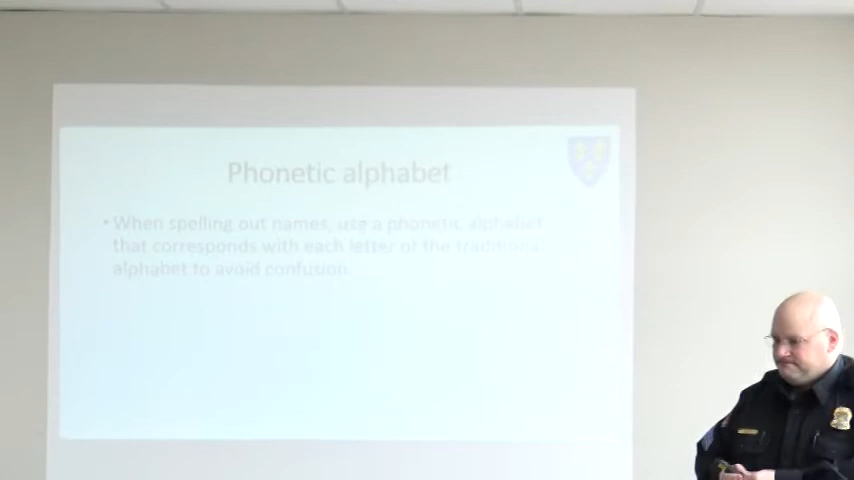 Phonetic alphabet
• When spelling out names, use a phonetic alphabet
that corresponds with each letter of the traditional
alphabet to avoid confusion.